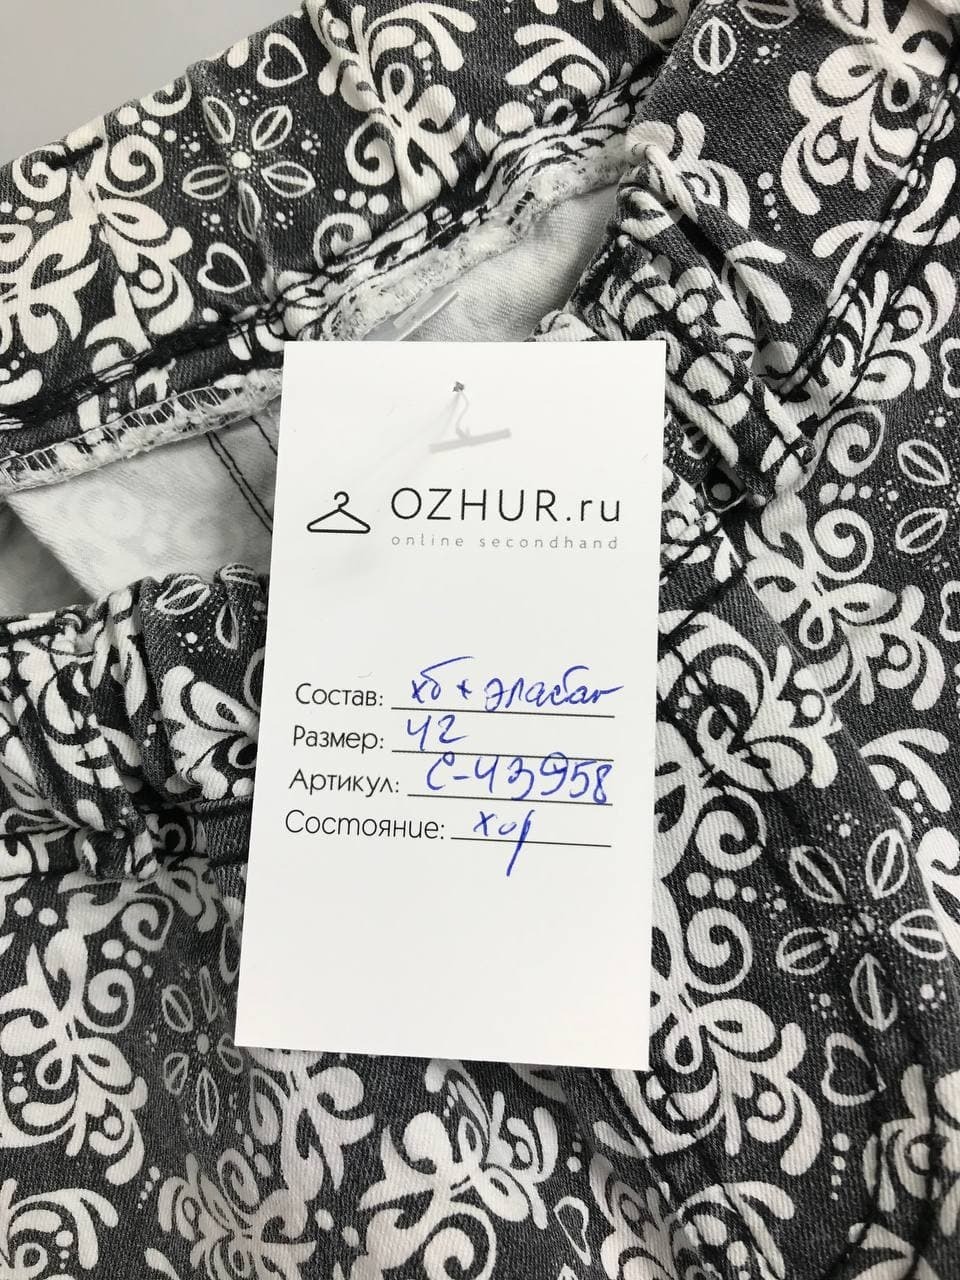 OZHUR.ru
online secondhand
Состав: хб + эластан
Размер: 42
Артикул: С-43958
Состояние: хор